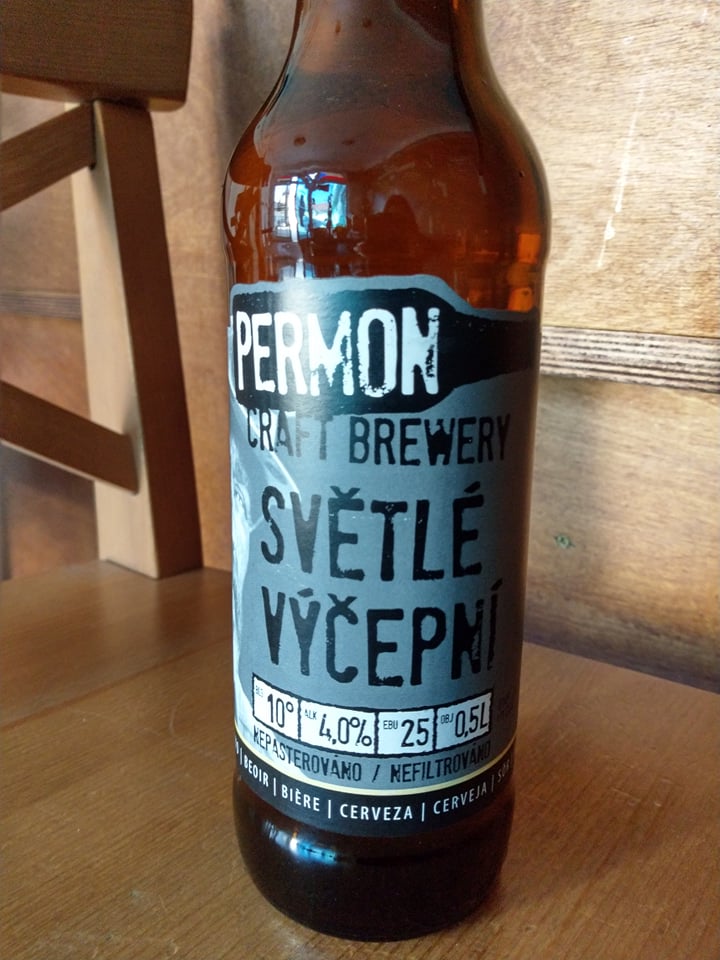 PERMON
CRAFT BREWERY
SVĚTLÉ
VÝČEPNÍ
10° ALK 4,0% EBU 25 OBJ 0,5L
NEPASTEROVÁNO / NEFILTROVÁNO
| BEOIR | BIÈRE | CERVEZA | CERVEJA |